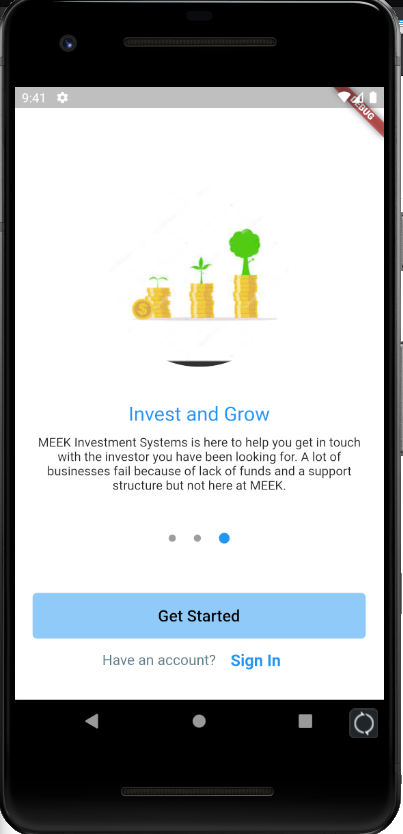 9:41
DEBUG
Invest and Grow
MEEK Investment Systems is here to help you get in touch
with the investor you have been looking for. A lot of
businesses fail because of lack of funds and a support
structure but not here at MEEK.
Get Started
Have an account? Sign In